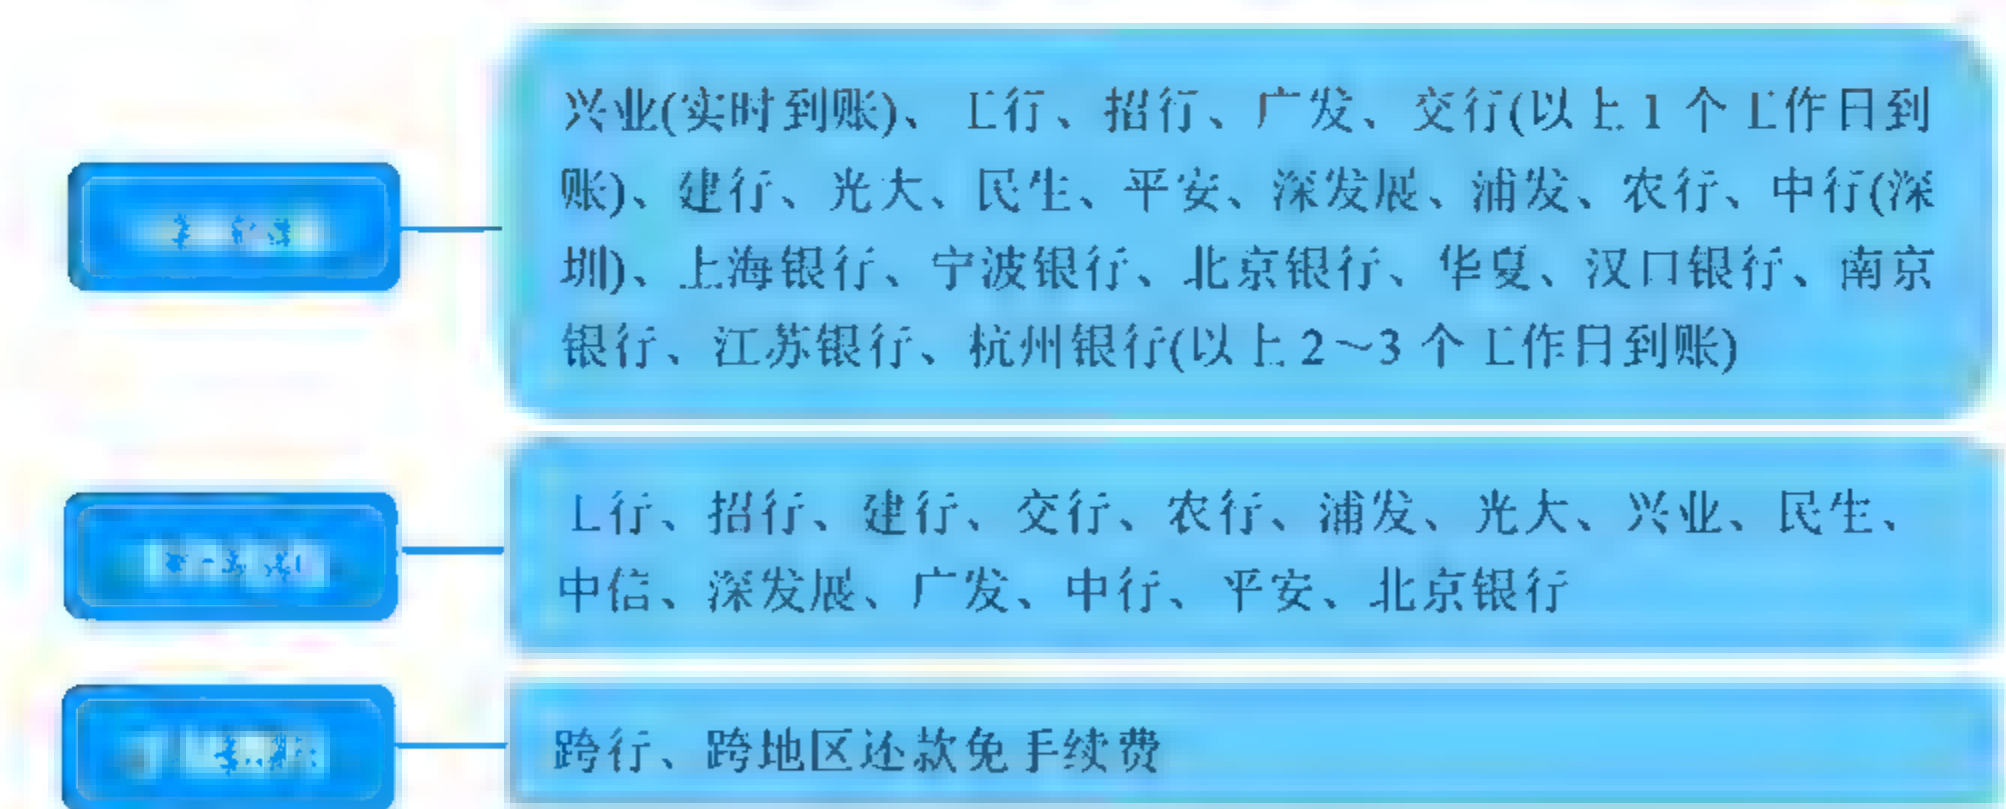 兴业(实时到账)、工行、招行、广发、交行(以上 1 个工作日到
账)、建行、光大、民生、平安、深发展、浦发、农行、中行(深
圳)、上海银行、宁波银行、北京银行、华夏、汉口银行、南京
银行、江苏银行、杭州银行(以上 2～3 个工作日到账)
工行、招行、建行、交行、农行、浦发、光大、兴业、民生、
中信、深发展、广发、中行、平安、北京银行
跨行、跨地区还款免手续费